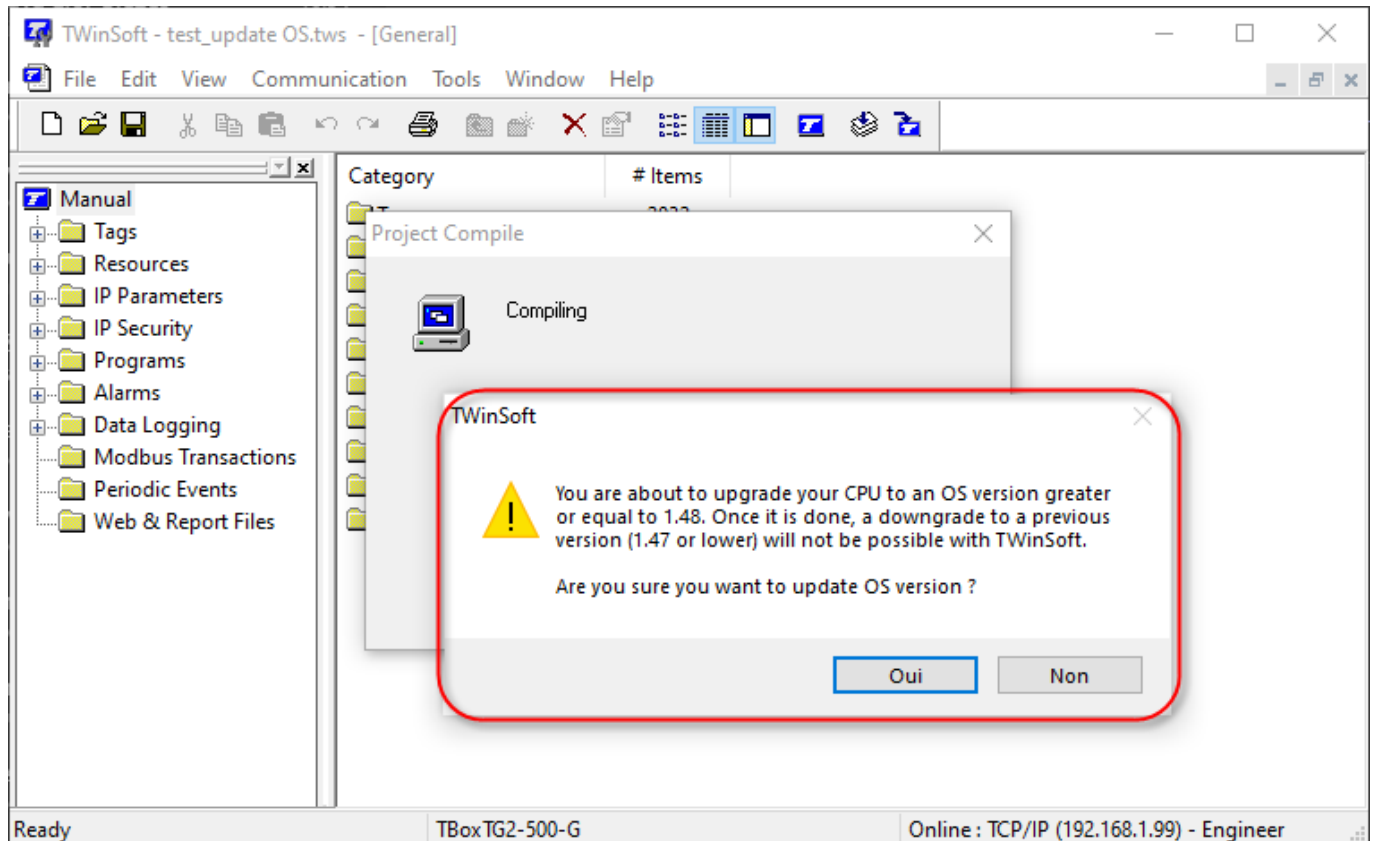 TWinSoft - test_update OS.tws - [General]
File Edit View Communication Tools Window Help
Category # Items
Manual
Tags
Resources
IP Parameters
IP Security
Programs
Alarms
Data Logging
Modbus Transactions
Periodic Events
Web & Report Files
Project Compile
Compiling
TWinSoft
You are about to upgrade your CPU to an OS version greater
or equal to 1.48. Once it is done, a downgrade to a previous
version (1.47 or lower) will not be possible with TWinSoft.
Are you sure you want to update OS version ?
Oui Non
Ready TBoxTG2-500-G Online : TCP/IP (192.168.1.99) - Engineer